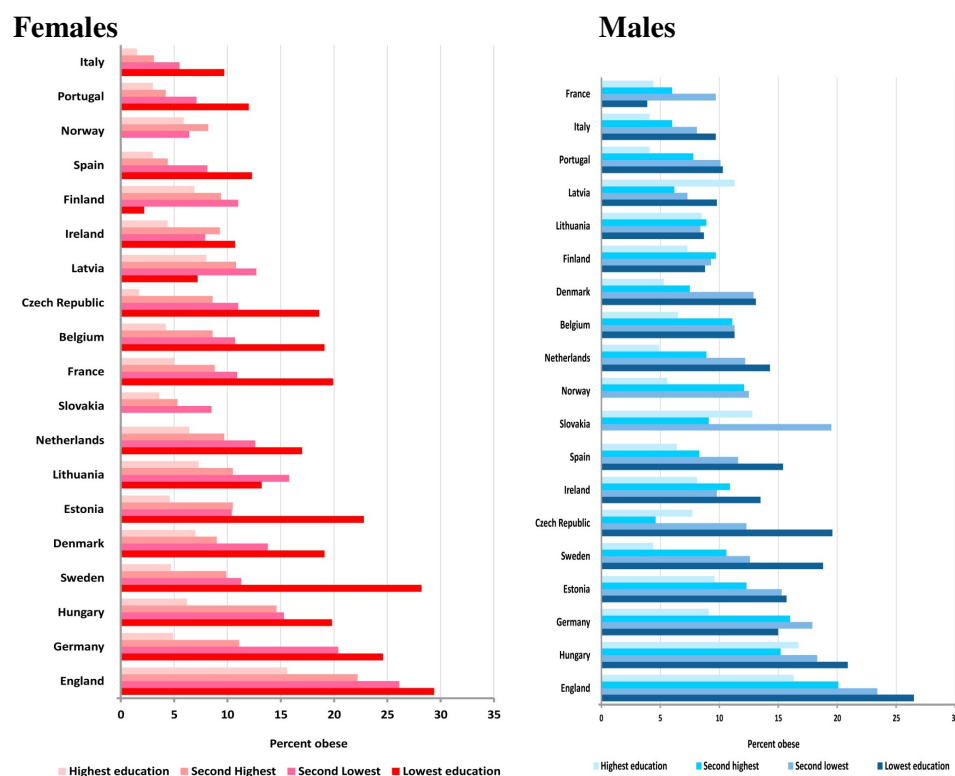 Females
Italy
Portugal
Norway
Spain
Finland
Ireland
Latvia
Czech Republic
Belgium
France
Slovakia
Netherlands
Lithuania
Estonia
Denmark
Sweden
Hungary
Germany
England
0 5 10 15 20 25 30 35
Percent obese
Highest education Second Highest Second Lowest Lowest education
Males
France
Italy
Portugal
Latvia
Lithuania
Finland
Denmark
Belgium
Netherlands
Norway
Slovakia
Spain
Ireland
Czech Republic
Sweden
Estonia
Germany
Hungary
England
0 5 10 15 20 25
Percent obese
Highest education Second highest Second lowest Lowest education